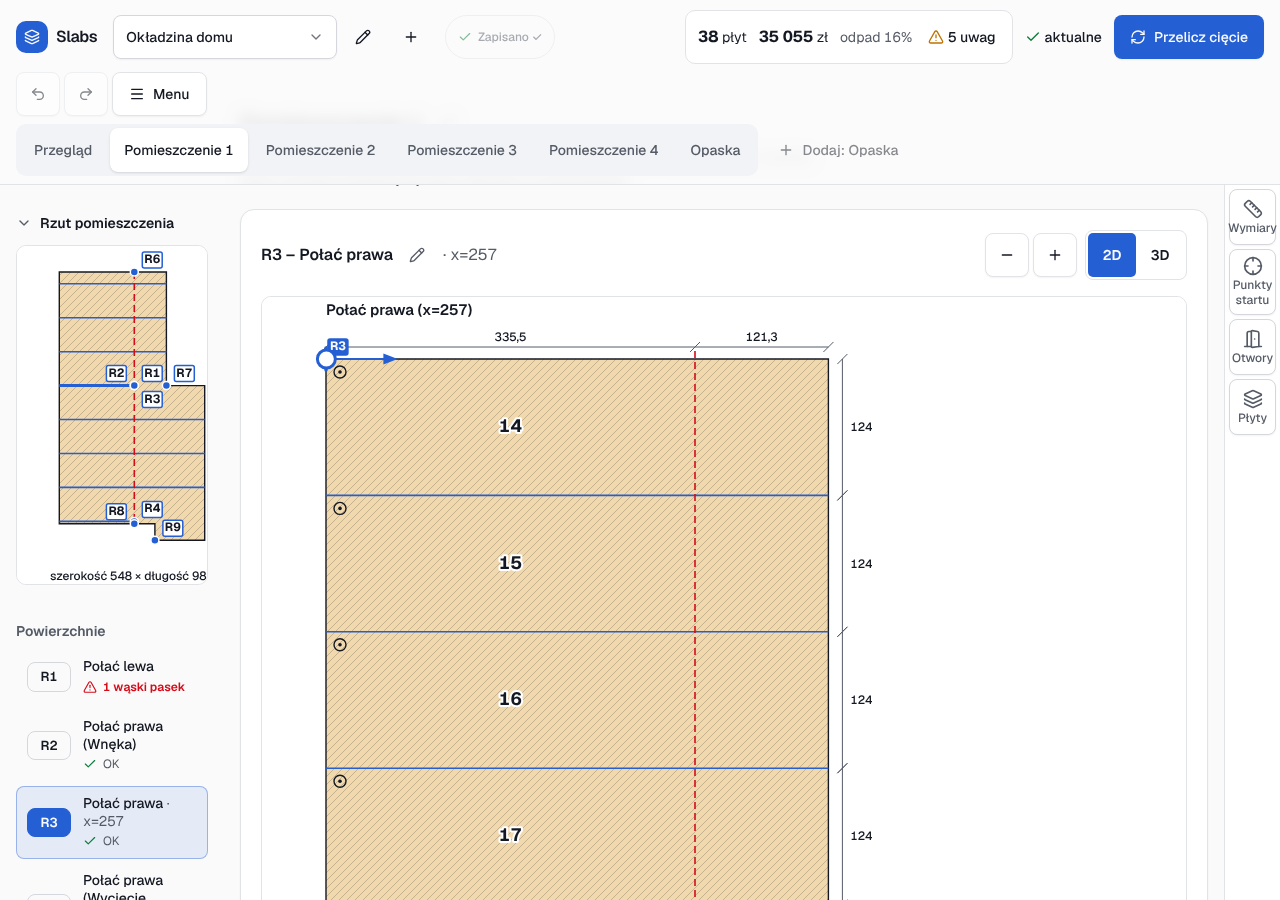 Slabs
Okładzina domu
Zapisano
38 płyt 35 055 zł odpad 16% 5 uwag
aktualne
Przelicz cięcie
Menu
Przegląd
Pomieszczenie 1
Pomieszczenie 2
Pomieszczenie 3
Pomieszczenie 4
Opaska
Dodaj: Opaska
Rzut pomieszczenia
R6
R2 R1 R7
R3
R8 R4
R9
szerokość 548 × długość 98
Powierzchnie
R1
Połać lewa
1 wąski pasek
R2
Połać prawa
(Wnęka)
OK
R3
Połać prawa ·
x=257
OK
Połać prawa
(Wycięcie
R3 – Połać prawa · x=257
2D
3D
Połać prawa (x=257)
335,5
121,3
R3
14
124
15
124
16
124
17
124
Wymiary
Punkty
startu
Otwory
Płyty